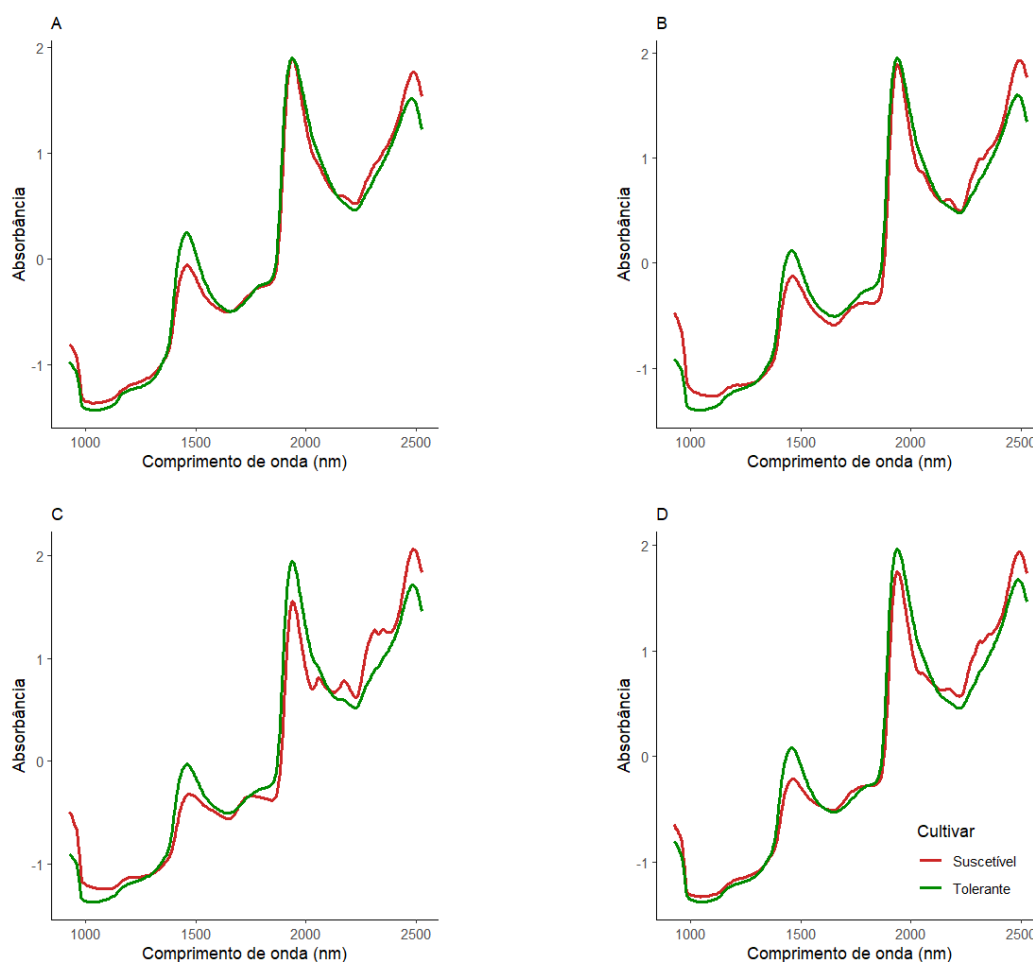 A
Absorbância
2
1
0
-1
1000 1500 2000 2500
Comprimento de onda (nm)
B
Absorbância
2
1
0
-1
1000 1500 2000 2500
Comprimento de onda (nm)
C
Absorbância
2
1
0
-1
1000 1500 2000 2500
Comprimento de onda (nm)
D
Absorbância
2
1
0
-1
1000 1500 2000 2500
Comprimento de onda (nm)
Cultivar
Suscetível
Tolerante